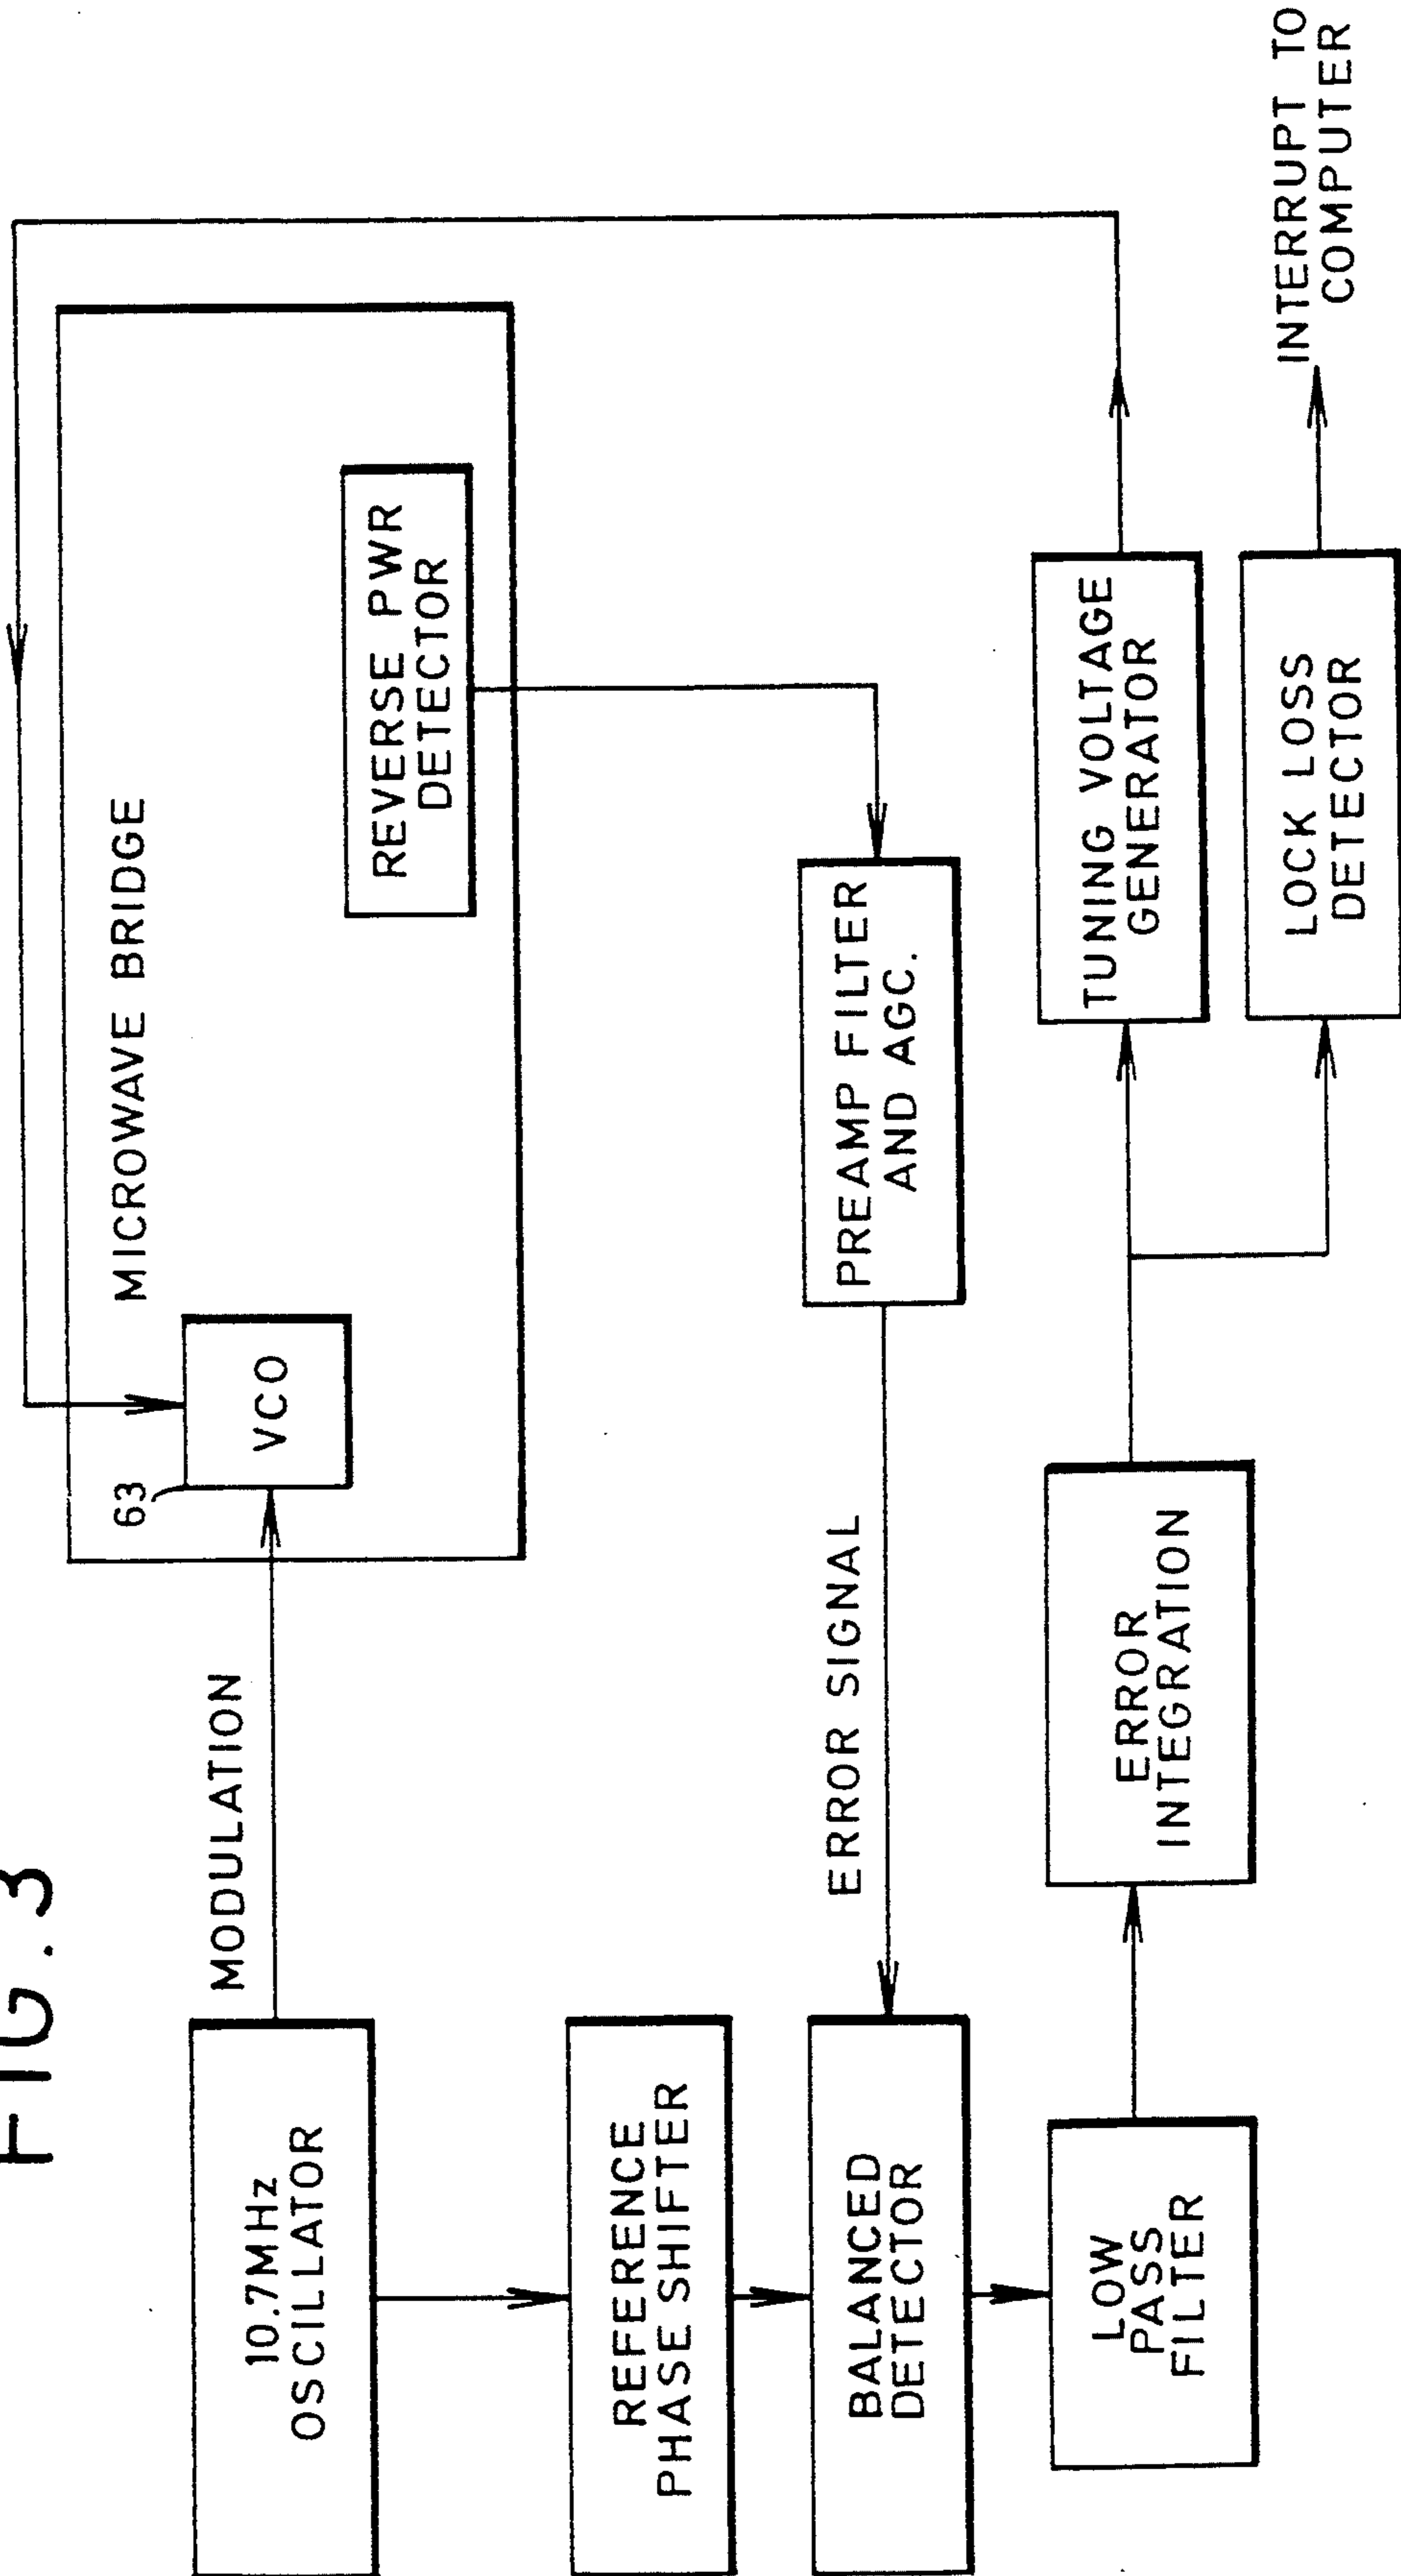 FIG. 3
MICROWAVE BRIDGE
63
VCO
REVERSE PWR
DETECTOR
MODULATION
10.7MHz
OSCILLATOR
REFERENCE
PHASE SHIFTER
PREAMP FILTER
AND AGC.
ERROR SIGNAL
BALANCED
DETECTOR
LOW
PASS
FILTER
ERROR
INTEGRATION
TUNING VOLTAGE
GENERATOR
LOCK LOSS
DETECTOR
INTERRUPT TO
COMPUTER